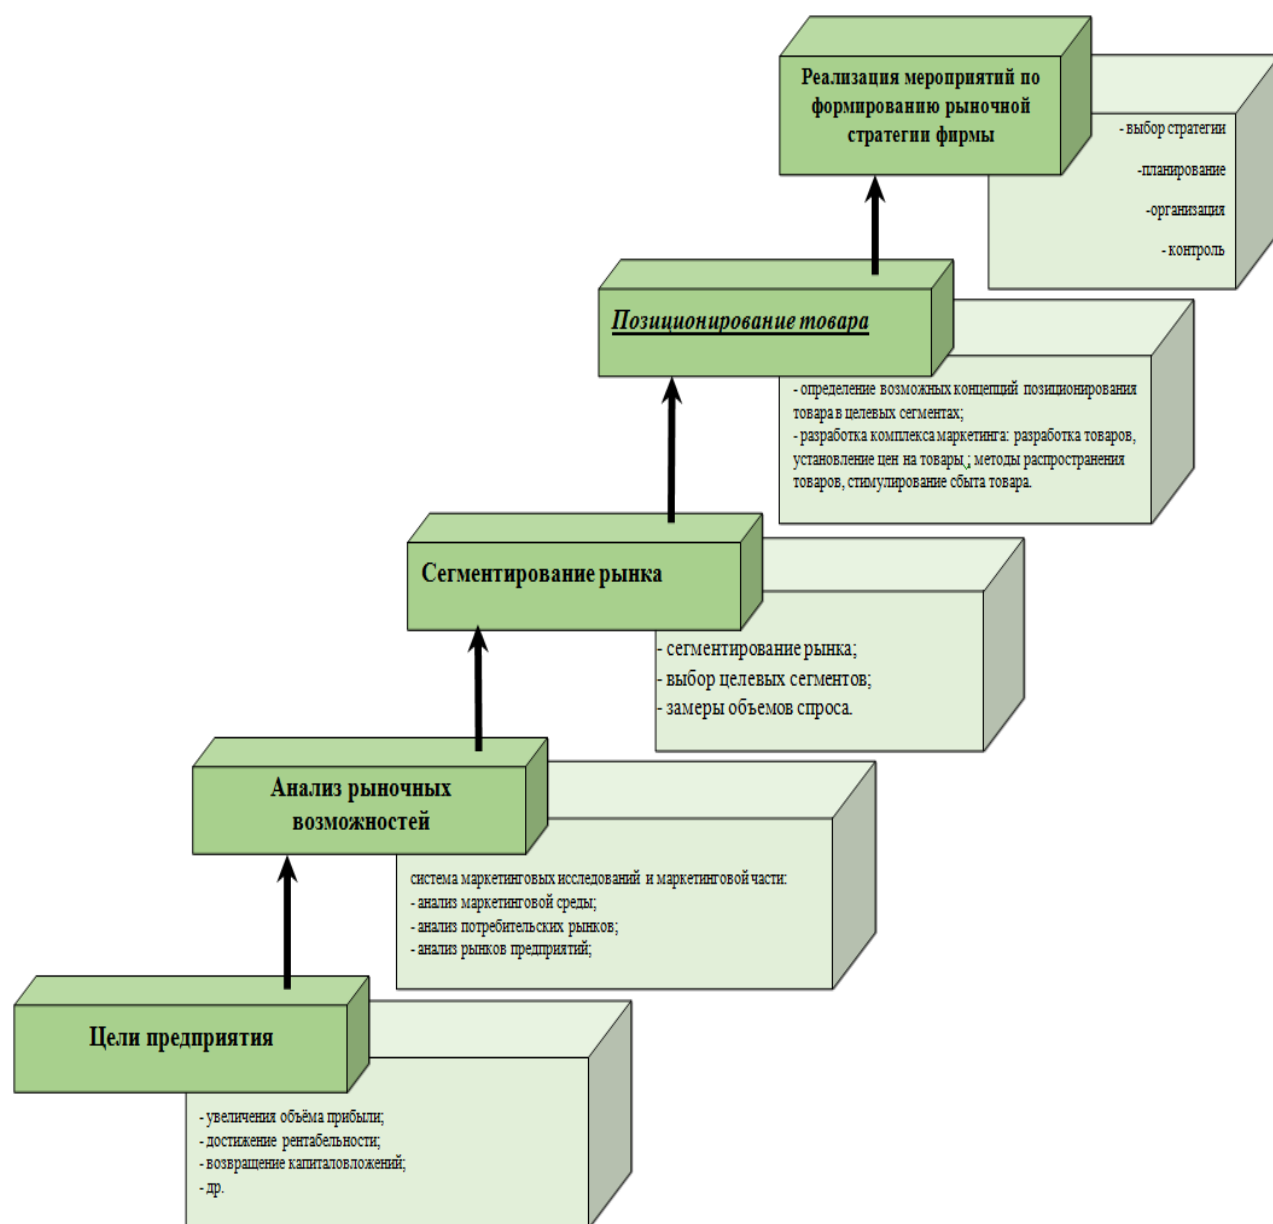 Реализация мероприятий по
формированию рыночной
стратегии фирмы
- выбор стратегии
-планирование
-организация
- контроль
Позиционирование товара
- определение возможных концепций позиционирования
товара в целевых сегментах;
- разработка комплекса маркетинга: разработка товаров,
установление цен на товары ; методы распространения
товаров, стимулирование сбыта товара.
Сегментирование рынка
- сегментирование рынка;
- выбор целевых сегментов;
- замеры объемов спроса.
Анализ рыночных
возможностей
система маркетинговых исследований и маркетинговой части:
- анализ маркетинговой среды;
- анализ потребительских рынков;
- анализ рынков предприятий;
Цели предприятия
- увеличения объёма прибыли;
- достижение рентабельности;
- возвращение капиталовложений;
- др.